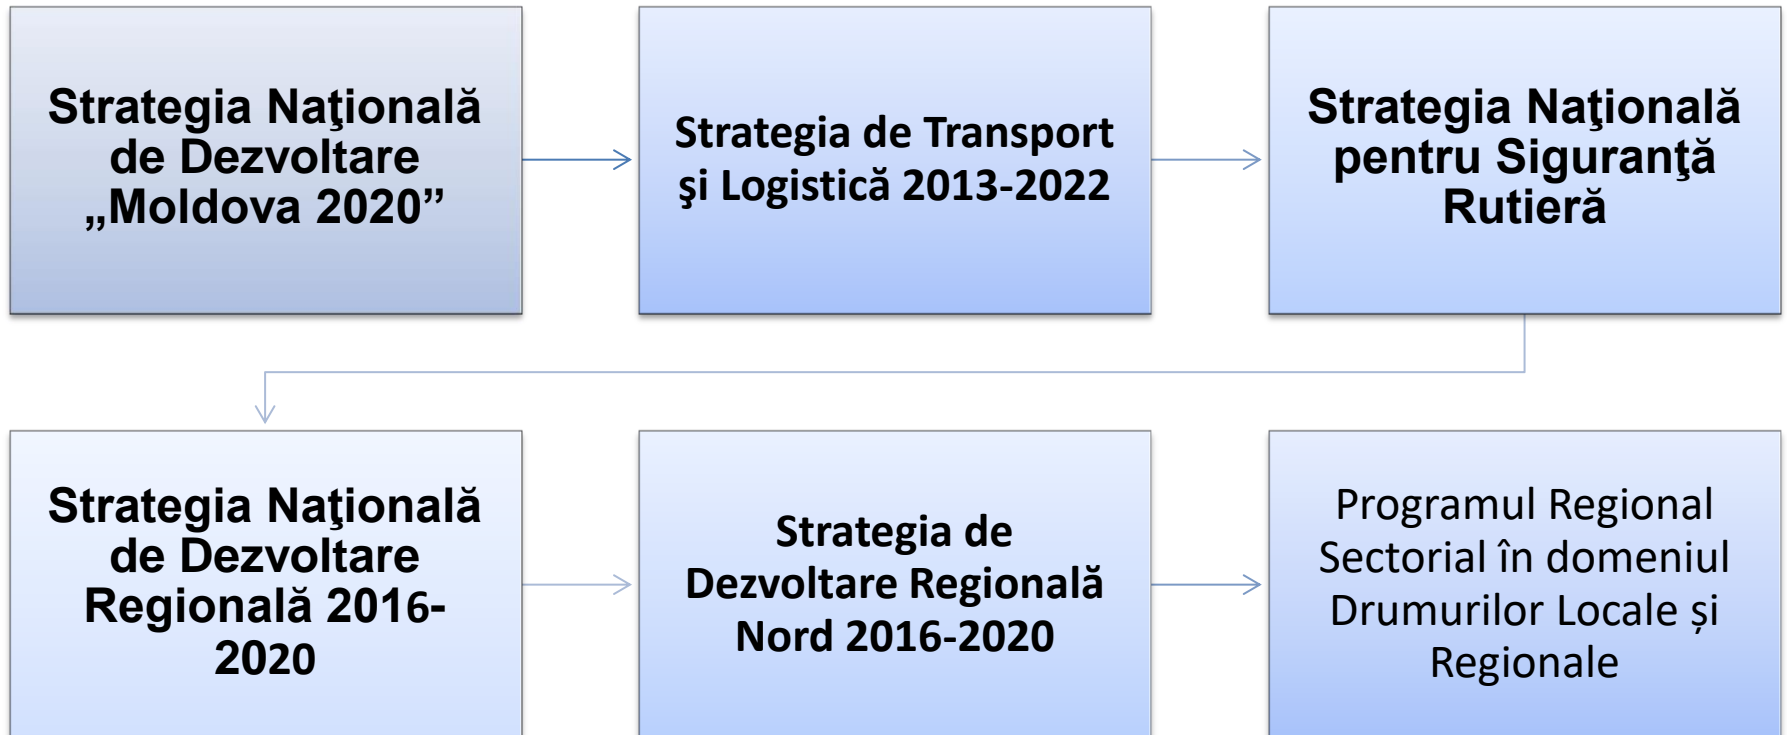 Strategia Naţională
de Dezvoltare
„Moldova 2020”
Strategia de Transport
şi Logistică 2013-2022
Strategia Naţională
pentru Siguranţă
Rutieră
Strategia Naţională
de Dezvoltare
Regională 2016-
2020
Strategia de
Dezvoltare Regională
Nord 2016-2020
Programul Regional
Sectorial în domeniul
Drumurilor Locale și
Regionale